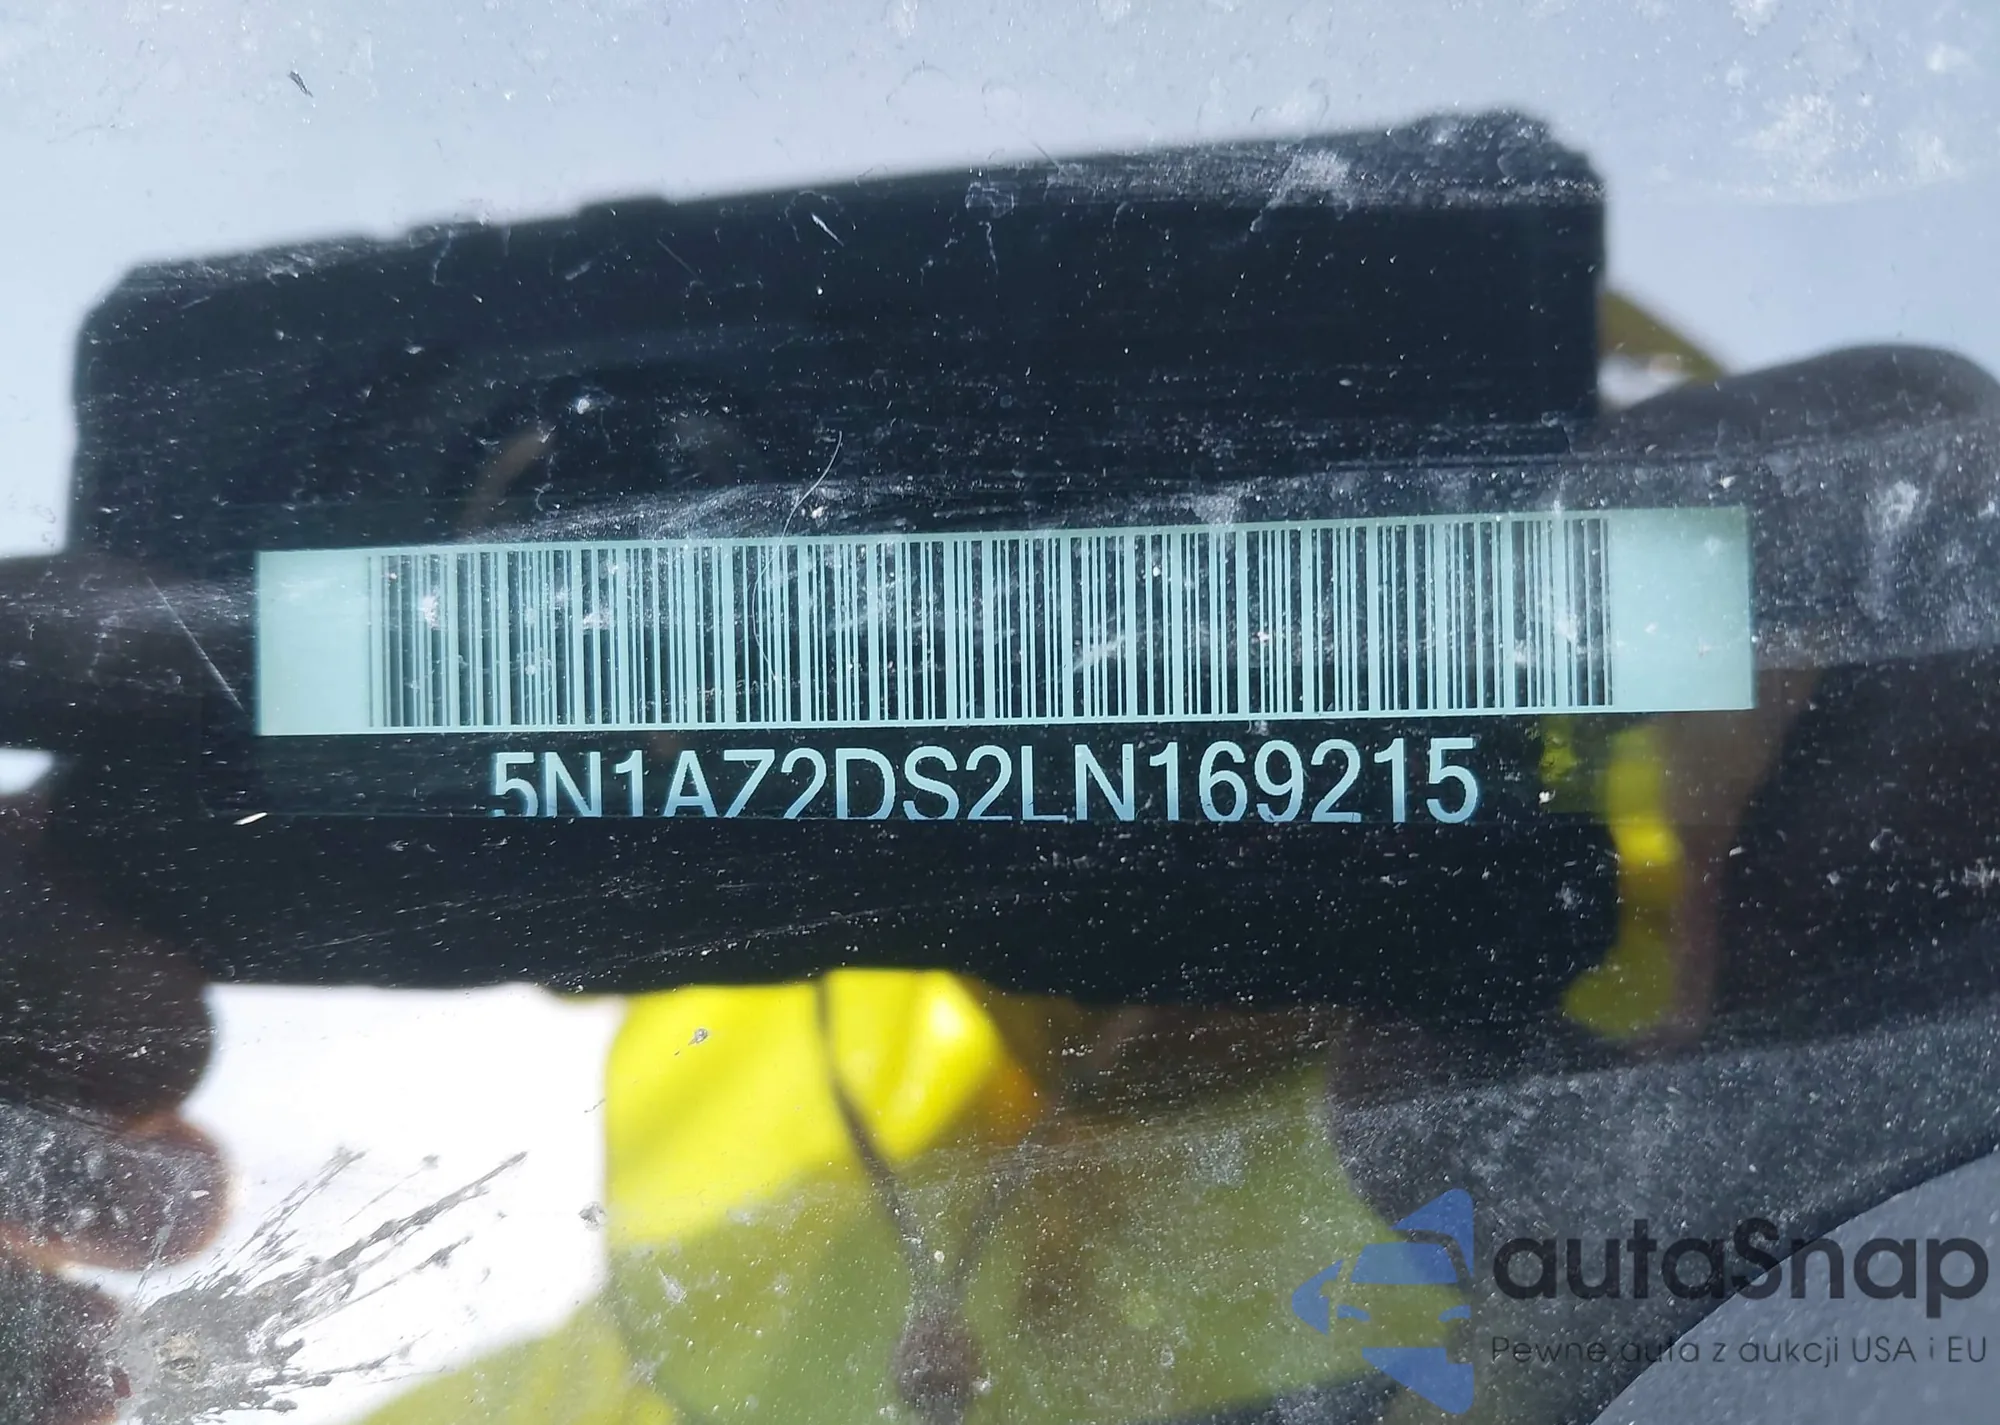 5N1AZ2DS2LN169215
autaSnap
Pewne auta z aukcji USA i EU